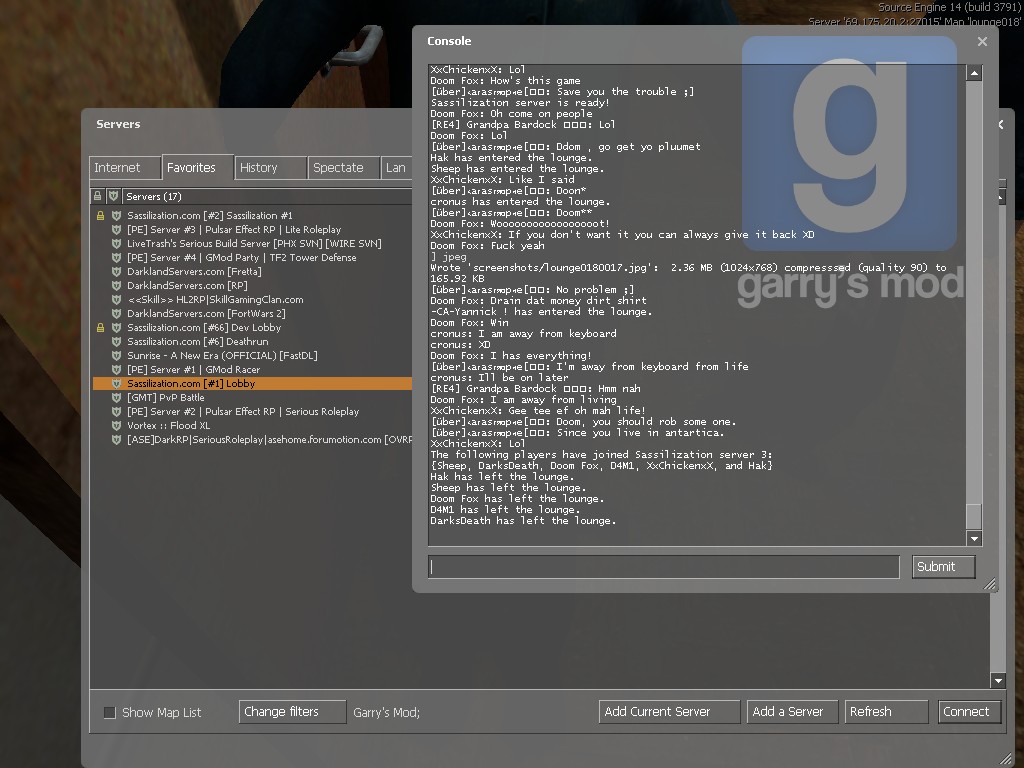 Source Engine 14 (build 3791)
Server '69.175.20.2:27015' Map 'lounge018'
Console
XxChickenxX: Lol
Doom Fox: How's this game
[über] : Save you the trouble ;]
Sassilization server is ready!
Doom Fox: Oh come on people
[RE4] Grandpa Bardock □□□: Lol
Doom Fox: Lol
[über] : Ddom , go get yo pluumet
Hak has entered the lounge.
Sheep has entered the lounge.
XxChickenxX: Like I said
[über] : Doon*
cronus has entered the lounge.
[über] : Doom**
Doom Fox: Wooooooooooooooot!
XxChickenxX: If you don't want it you can always give it back XD
Doom Fox: Fuck yeah
] jpeg
Wrote 'screenshots/lounge0180017.jpg': 2.36 MB (1024x768) compresssed (quality 90) to
165.92 KB
[über] : No problem ;]
Doom Fox: Drain dat money dirt shirt
-CA-Yannick ! has entered the lounge.
Doom Fox: Win
cronus: I am away from keyboard
cronus: XD
Doom Fox: I has everything!
[über] : I'm away from keyboard from life
cronus: Ill be on later
[RE4] Grandpa Bardock □□□: Hmm nah
Doom Fox: I am away from living
XxChickenxX: Gee tee ef oh mah life!
[über] : Doom, you should rob some one.
[über] : Since you live in antartica.
XxChickenxX: Lol
The following players have joined Sassilization server 3:
{Sheep, DarksDeath, Doom Fox, D4M1, XxChickenxX, and Hak}
Hak has left the lounge.
Sheep has left the lounge.
Doom Fox has left the lounge.
D4M1 has left the lounge.
DarksDeath has left the lounge.
Submit
g
garry's mod
Servers
Internet Favorites History Spectate Lan
Servers (17)
Sassilization.com [#2] Sassilization #1
[PE] Server #3 | Pulsar Effect RP | Lite Roleplay
LiveTrash's Serious Build Server [PHX SVN] [WIRE SVN]
[PE] Server #4 | GMod Party | TF2 Tower Defense
DarklandServers.com [Fretta]
DarklandServers.com [RP]
<<Skill>> HL2RP|SkillGamingClan.com
DarklandServers.com [FortWars 2]
Sassilization.com [#66] Dev Lobby
Sassilization.com [#6] Deathrun
Sunrise - A New Era (OFFICIAL) [FastDL]
[PE] Server #1 | GMod Racer
Sassilization.com [#1] Lobby
[GMT] PvP Battle
[PE] Server #2 | Pulsar Effect RP | Serious Roleplay
Vortex :: Flood XL
[ASE]DarkRP|SeriousRoleplay|asehome.forumotion.com [OVRP
Show Map List Change filters Garry's Mod; Add Current Server Add a Server Refresh Connect